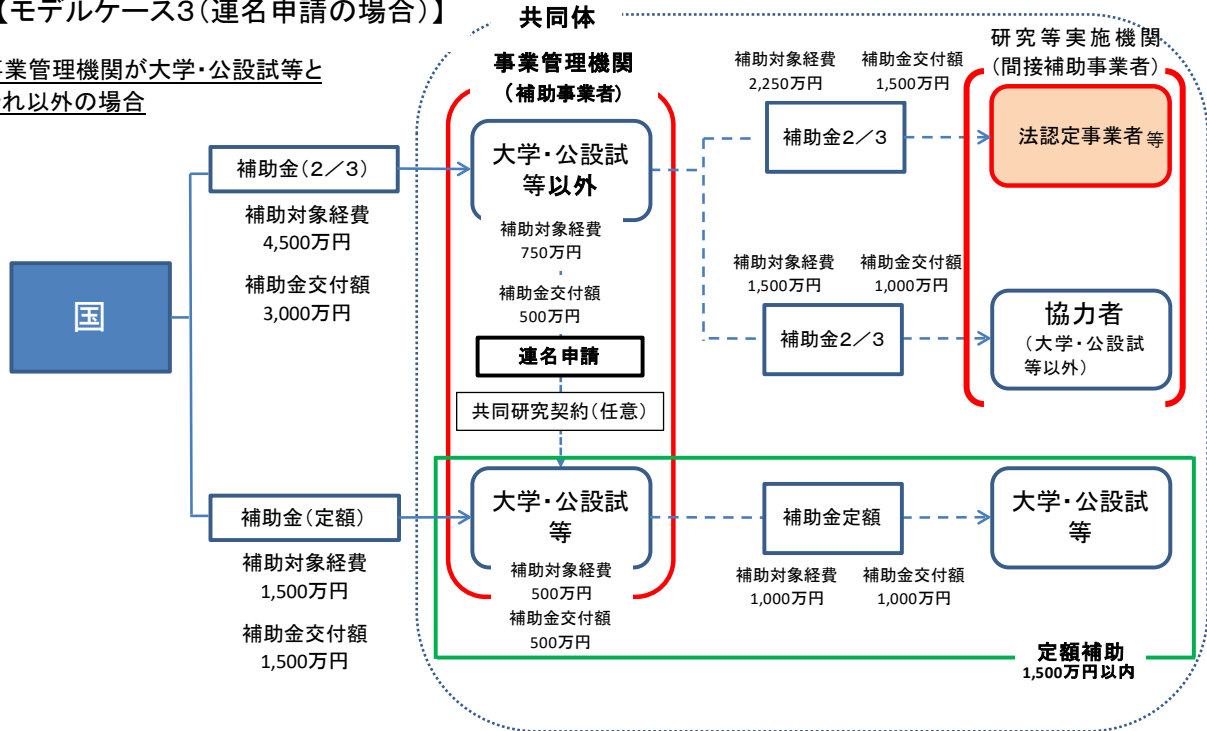 【モデルケース3(連名申請の場合)】
事業管理機関が大学・公設試等と
それ以外の場合
共同体
事業管理機関
(補助事業者)
研究等実施機関
(間接補助事業者)
国
補助金(2/3)
補助対象経費
4,500万円
補助金交付額
3,000万円
大学・公設試
等以外
補助対象経費
750万円
補助金交付額
500万円
連名申請
共同研究契約(任意)
補助対象経費
2,250万円
補助金交付額
1,500万円
補助金2/3
法認定事業者等
補助対象経費
1,500万円
補助金交付額
1,000万円
補助金2/3
協力者
(大学・公設試
等以外)
補助金(定額)
補助対象経費
1,500万円
補助金交付額
1,500万円
大学・公設試
等
補助対象経費
500万円
補助金交付額
500万円
補助金定額
補助対象経費
1,000万円
補助金交付額
1,000万円
大学・公設試
等
定額補助
1,500万円以内